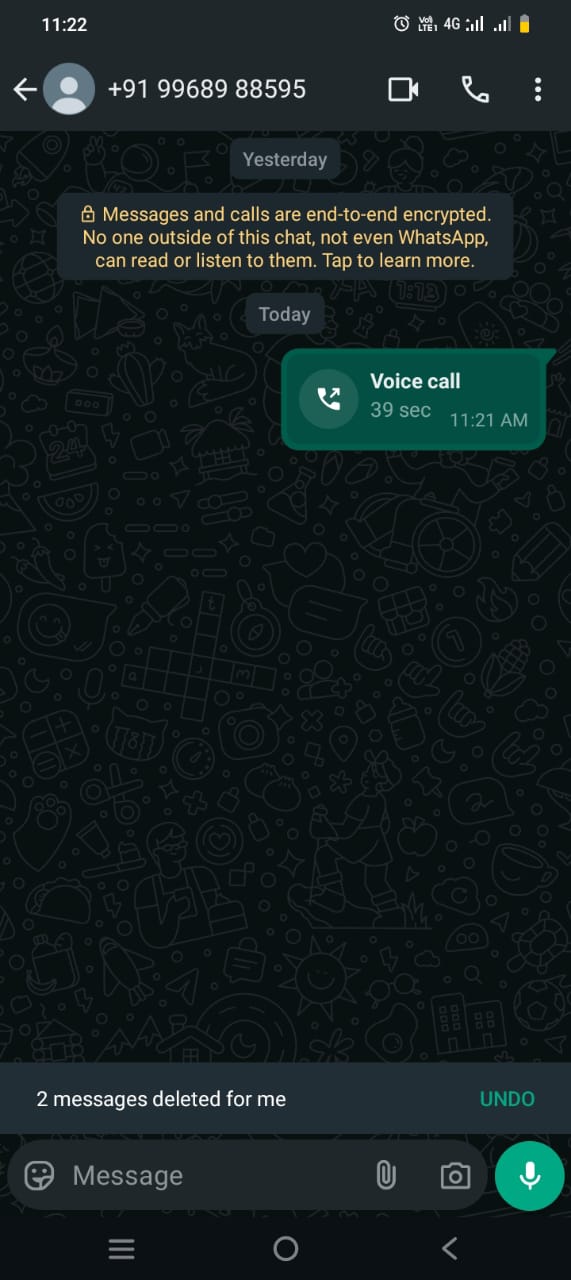 11:22
Vo)) LTE1 4G
+91 99689 88595
Yesterday
Messages and calls are end-to-end encrypted.
No one outside of this chat, not even WhatsApp,
can read or listen to them. Tap to learn more.
Today
Voice call
39 sec
11:21 AM
2 messages deleted for me
UNDO
Message